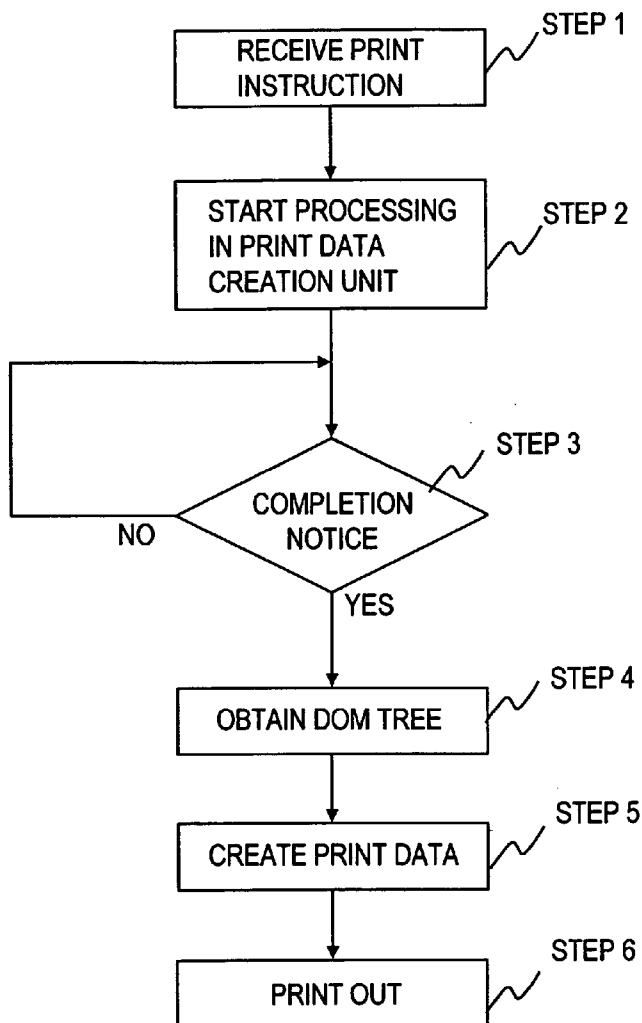 STEP 1
RECEIVE PRINT
INSTRUCTION
STEP 2
START PROCESSING
IN PRINT DATA
CREATION UNIT
STEP 3
COMPLETION
NOTICE
NO
YES
STEP 4
OBTAIN DOM TREE
STEP 5
CREATE PRINT DATA
STEP 6
PRINT OUT